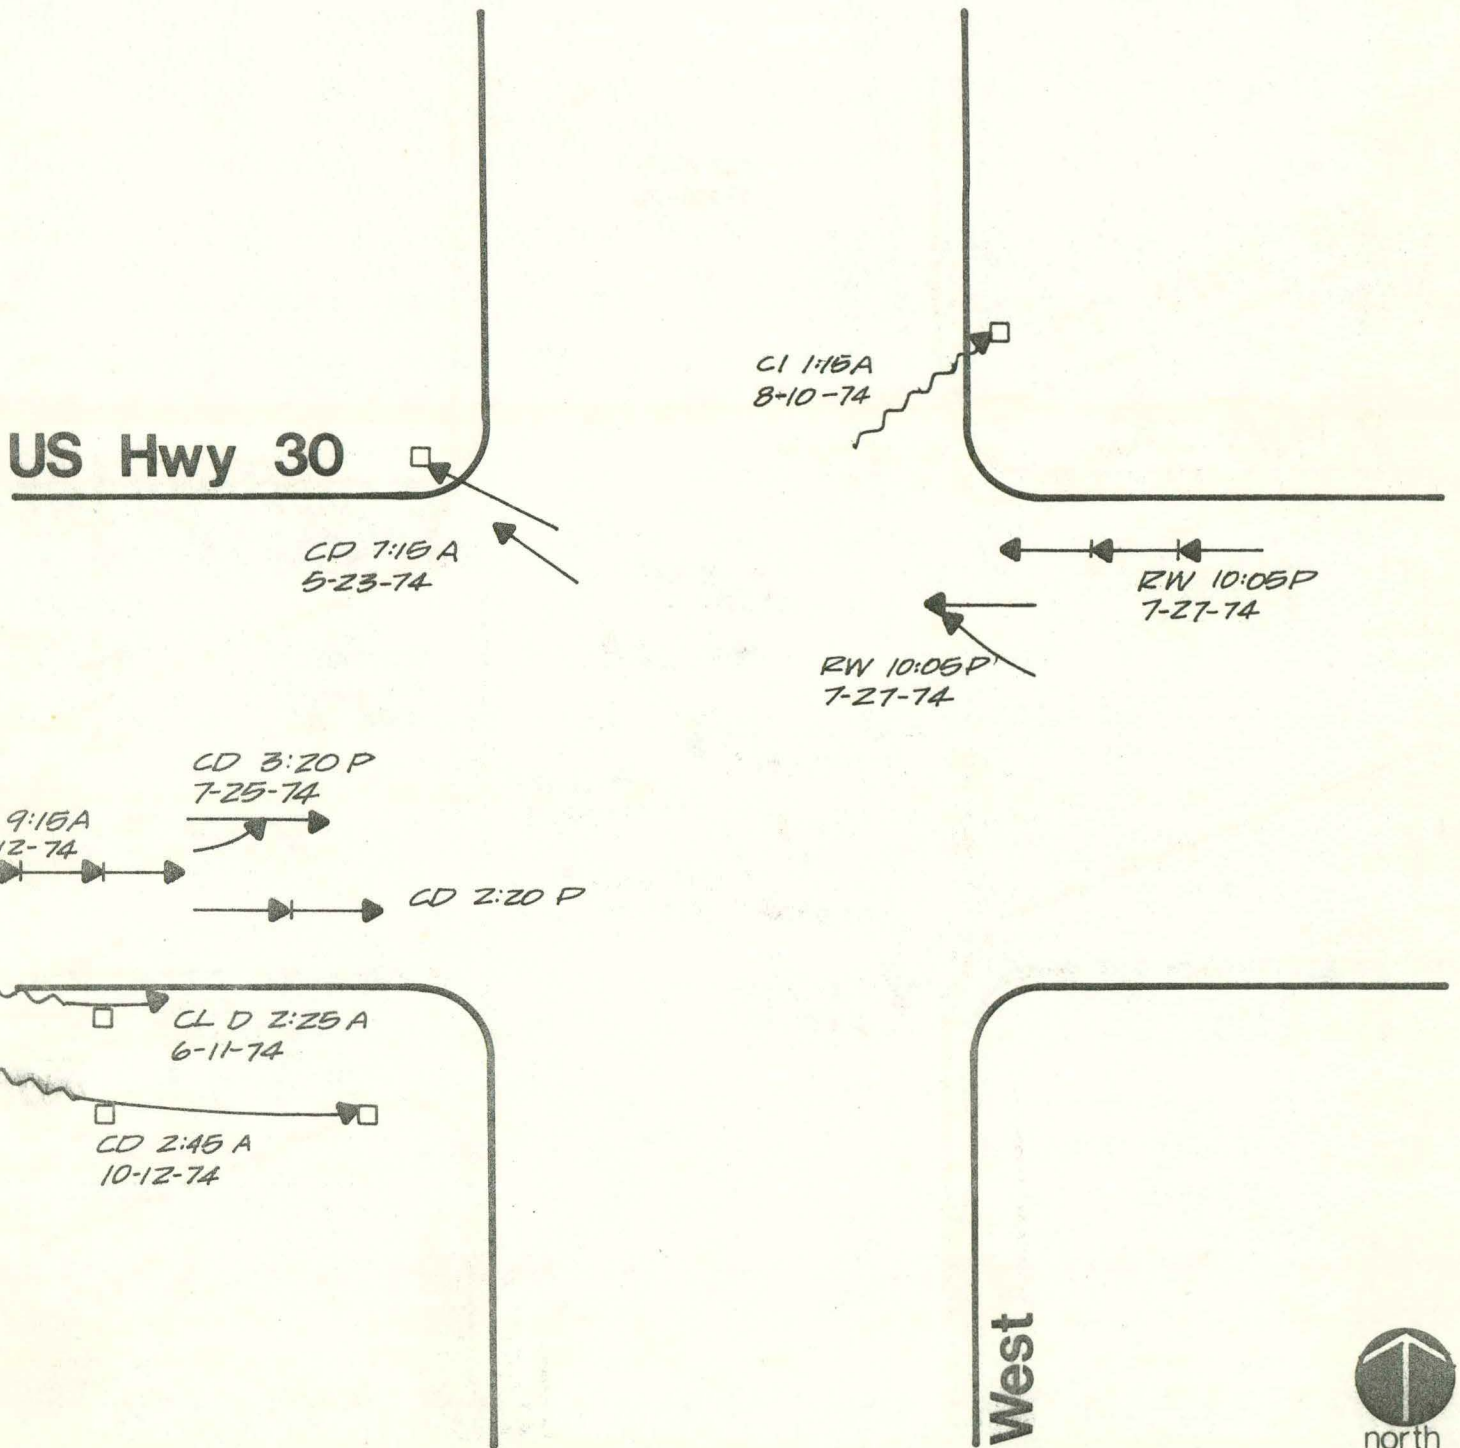 CI 1:15A
8-10-74
US Hwy 30
CD 7:15 A
5-23-74
RW 10:05P
7-27-74
RW 10:05P
7-27-74
CD 3:20 P
7-25-74
9:15A
12-74
CD 2:20 P
CL D 2:25 A
6-11-74
CD 2:45 A
10-12-74
West
north